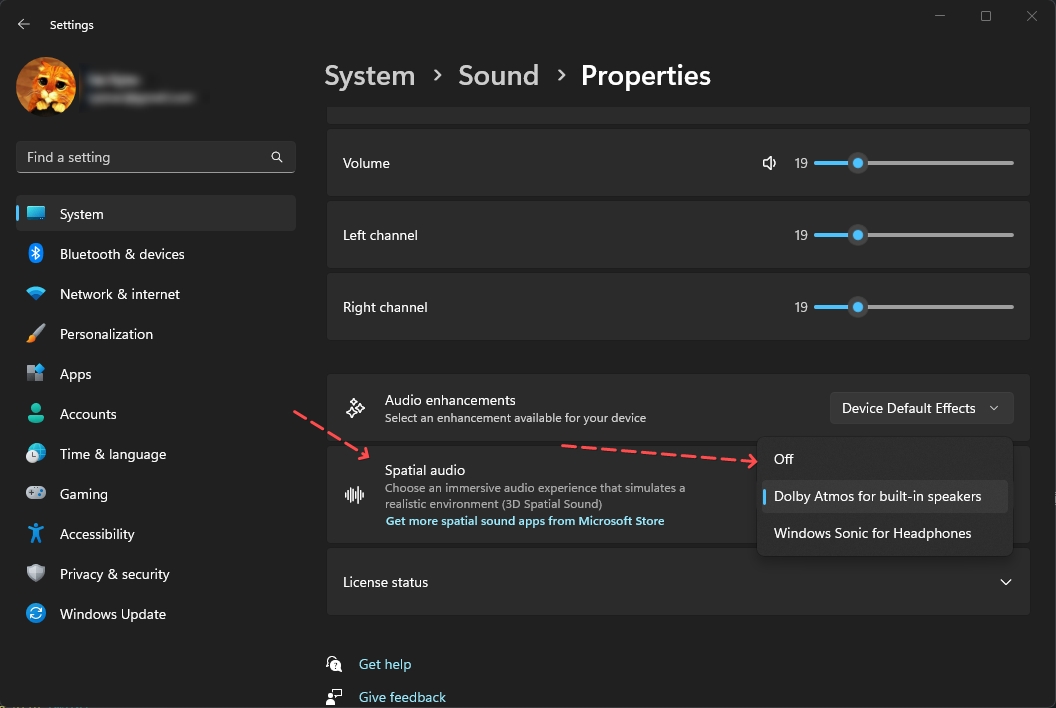 Settings
System › Sound › Properties
Find a setting
System
Bluetooth & devices
Network & internet
Personalization
Apps
Accounts
Time & language
Gaming
Accessibility
Privacy & security
Windows Update
Volume
19
Left channel
19
Right channel
19
Audio enhancements
Select an enhancement available for your device
Device Default Effects
Spatial audio
Choose an immersive audio experience that simulates a
realistic environment (3D Spatial Sound)
Get more spatial sound apps from Microsoft Store
Off
Dolby Atmos for built-in speakers
Windows Sonic for Headphones
License status
Get help
Give feedback